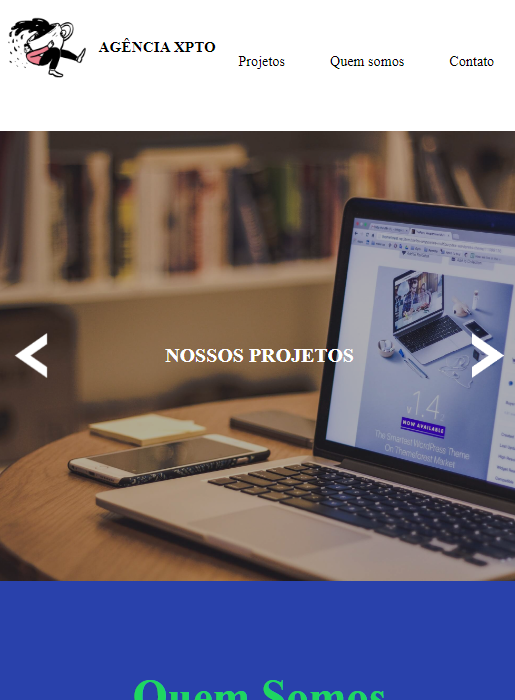 AGÊNCIA XPTO
Projetos
Quem somos
Contato
NOSSOS PROJETOS
v 1.4.
NOW AVAILABLE
The Smartest WordPress Theme
On Themeforest Market
Quem Somos